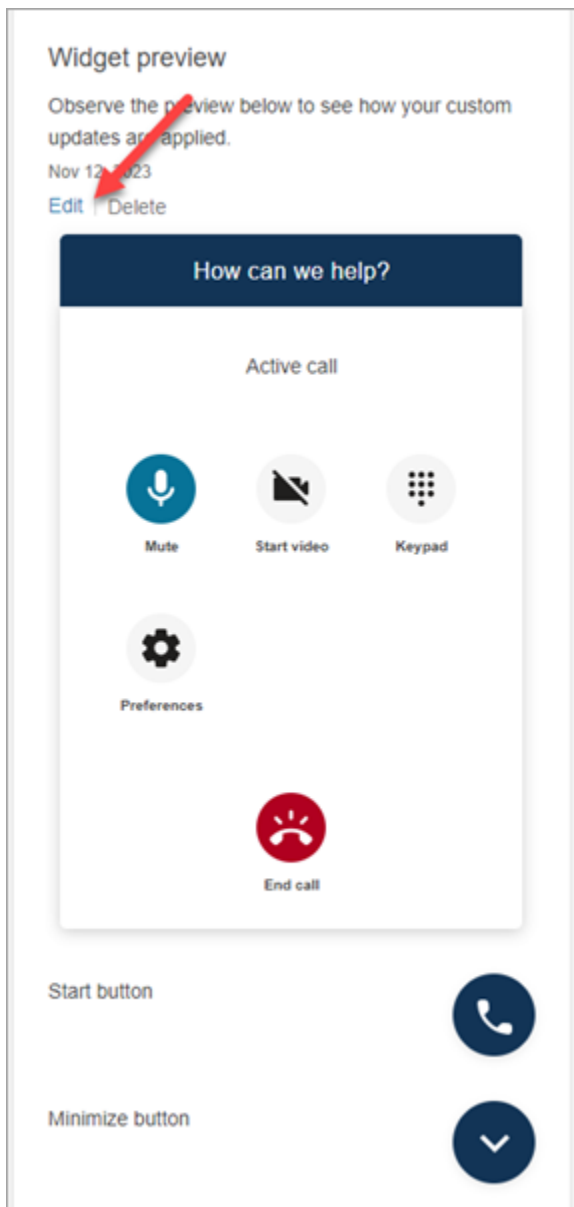 Widget preview
Observe the preview below to see how your custom
updates are applied.
Nov 12, 2023
Edit | Delete
How can we help?
Active call
Mute Start video Keypad
Preferences
End call
Start button
Minimize button